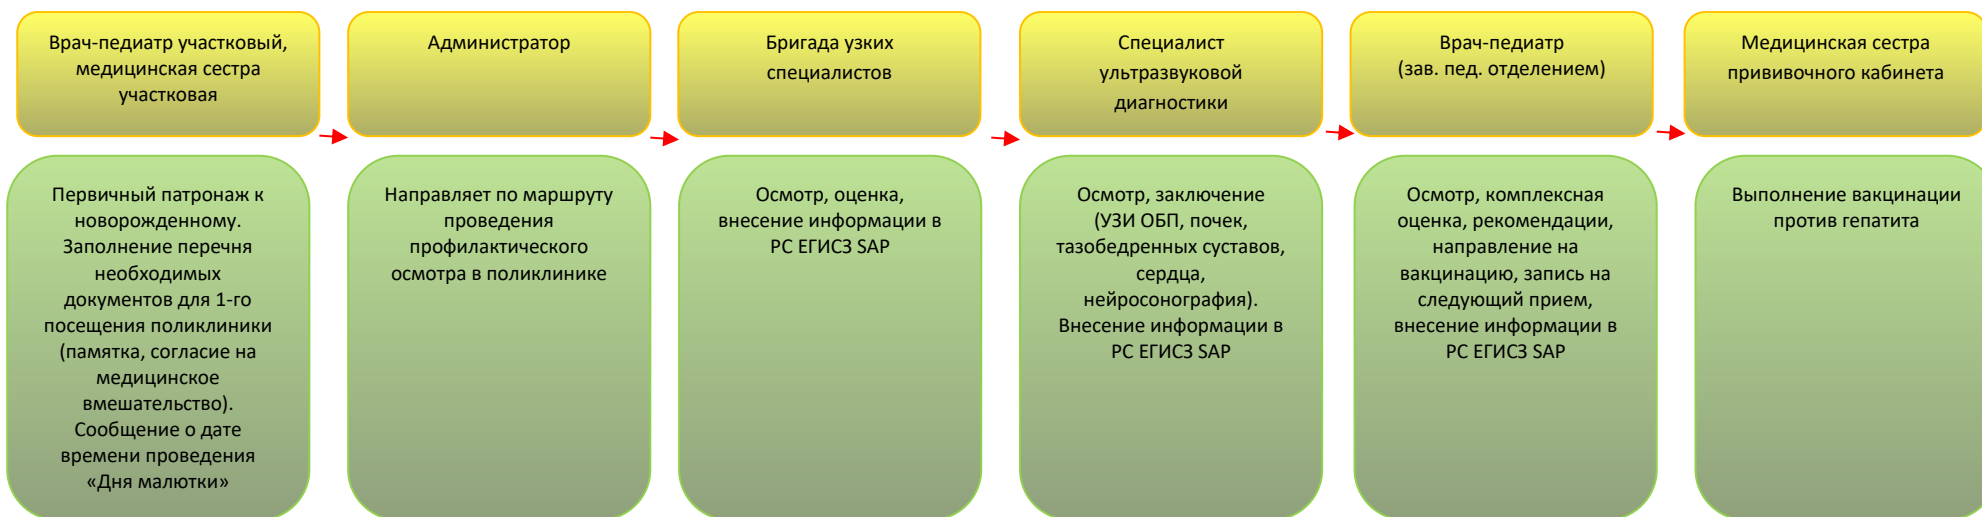 Врач-педиатр участковый,
медицинская сестра
участковая
Администратор
Бригада узких
специалистов
Специалист
ультразвуковой
диагностики
Врач-педиатр
(зав. пед. отделением)
Медицинская сестра
прививочного кабинета
Первичный патронаж к
новорожденному.
Заполнение перечня
необходимых
документов для 1-го
посещения поликлиники
(памятка, согласие на
медицинское
вмешательство).
Сообщение о дате
времени проведения
«Дня малютки»
Направляет по маршруту
проведения
профилактического
осмотра в поликлинике
Осмотр, оценка,
внесение информации в
РС ЕГИСЗ SAP
Осмотр, заключение
(УЗИ ОБП, почек,
тазобедренных суставов,
сердца,
нейросонография).
Внесение информации в
РС ЕГИСЗ SAP
Осмотр, комплексная
оценка, рекомендации,
направление на
вакцинацию, запись на
следующий прием,
внесение информации в
РС ЕГИСЗ SAP
Выполнение вакцинации
против гепатита